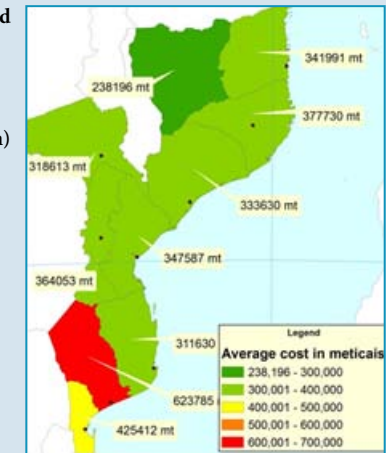 d
341991 mt
238196 mt
377730 mt
n)
318613 mt
333630 mt
347587 mt
364053 mt
311630
623785
425412 mt
Legend
Average cost in meticais
238,196 - 300,000
300,001 - 400,000
400,001 - 500,000
500,001 - 600,000
600,001 - 700,000